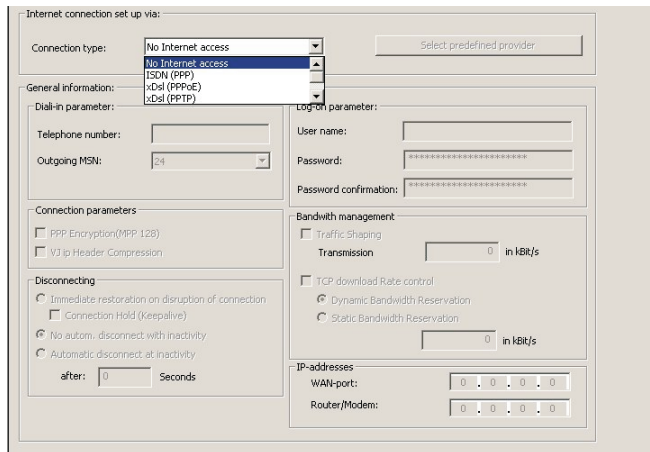 Internet connection set up via:
Connection type:
No Internet access
Select predefined provider
No Internet access
ISDN (PPP)
xDsl (PPPoE)
xDsl (PPTP)
General information:
Diali-in parameter:
Telephone number:
Outgoing MSN:
24
Log-on parameter:
User name:
Password:
***********************
Password confirmation:
***********************
Connection parameters
PPP Encryption(MPP 128)
VJ ip Header Compression
Bandwith management
Traffic Shaping
Transmission 0 in kBit/s
TCP download Rate control
Dynamic Bandwidth Reservation
Static Bandwidth Reservation
0 in kBit/s
Disconnecting
Immediate restoration on disruption of connection
Connection Hold (Keepalive)
No autom. disconnect with inactivity
Automatic disconnect at inactivity
after: 0 Seconds
IP-addresses
WAN-port: 0 . 0 . 0 . 0
Router/Modem: 0 . 0 . 0 . 0